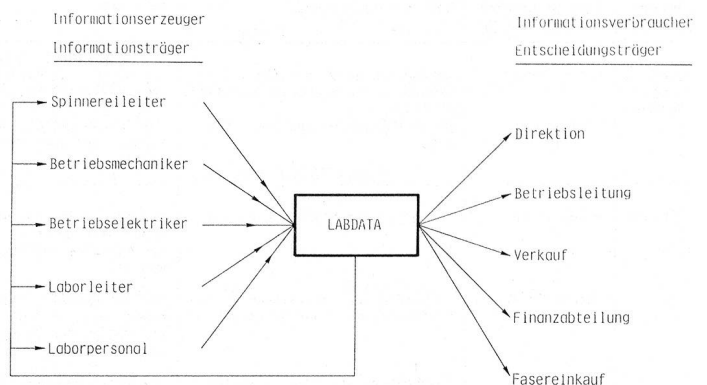 Informationserzeuger
Informationsträger
Informationsverbraucher
Entscheidungsträger
Spinnereileiter
Betriebsmechaniker
Betriebselektriker
Laborleiter
Laborpersonal
LABDATA
Direktion
Betriebsleitung
Verkauf
Finanzabteilung
Fasereinkauf